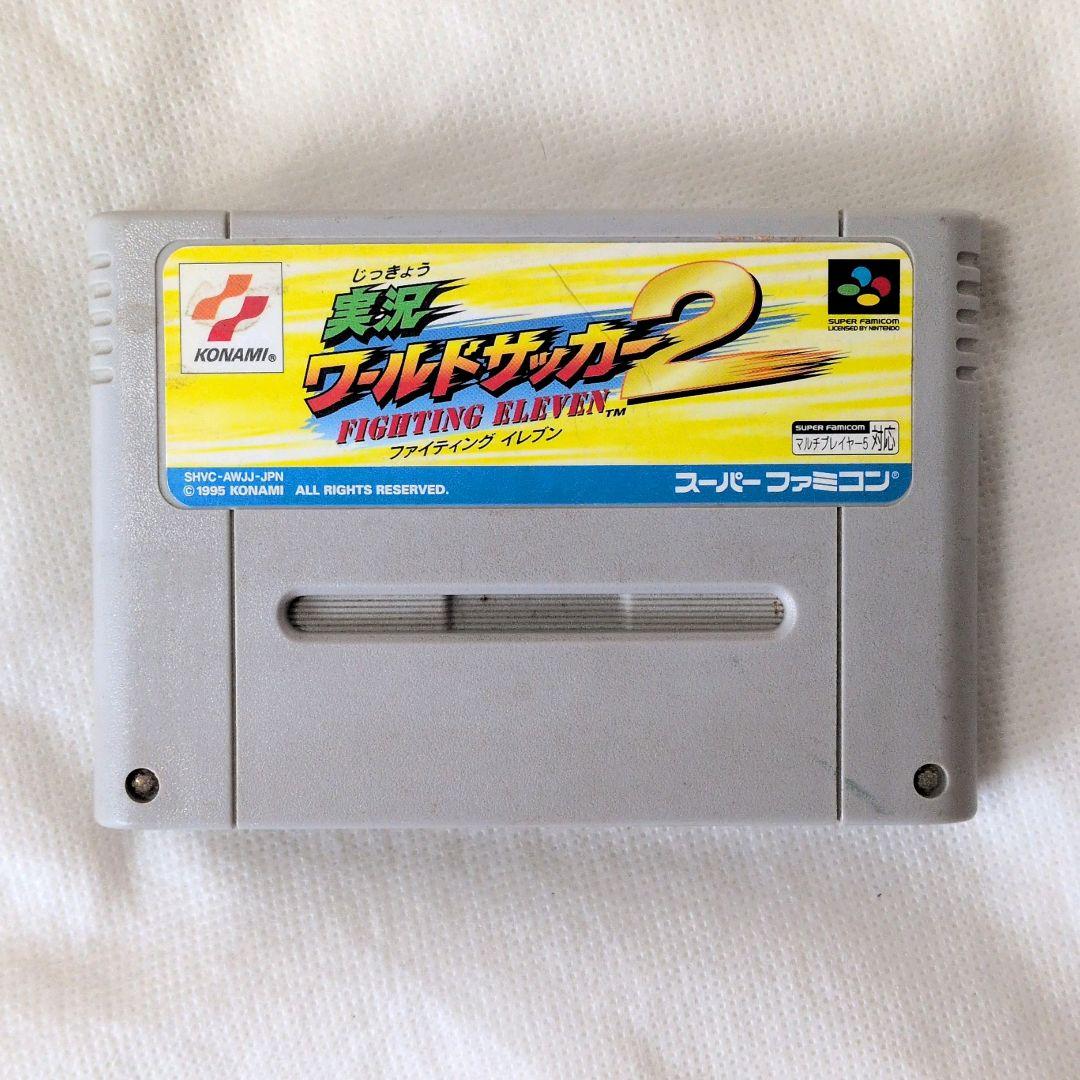 KONAMI®
じっきょう
実況
ワールドサッカー2
FIGHTING ELEVEN™
ファイティング イレブン
SUPER FAMICOM
LICENSED BY NINTENDO
SUPER FAMICOM
マルチプレイヤー5 対応
SHVC-AWJJ-JPN
©1995 KONAMI ALL RIGHTS RESERVED.
スーパーファミコン®